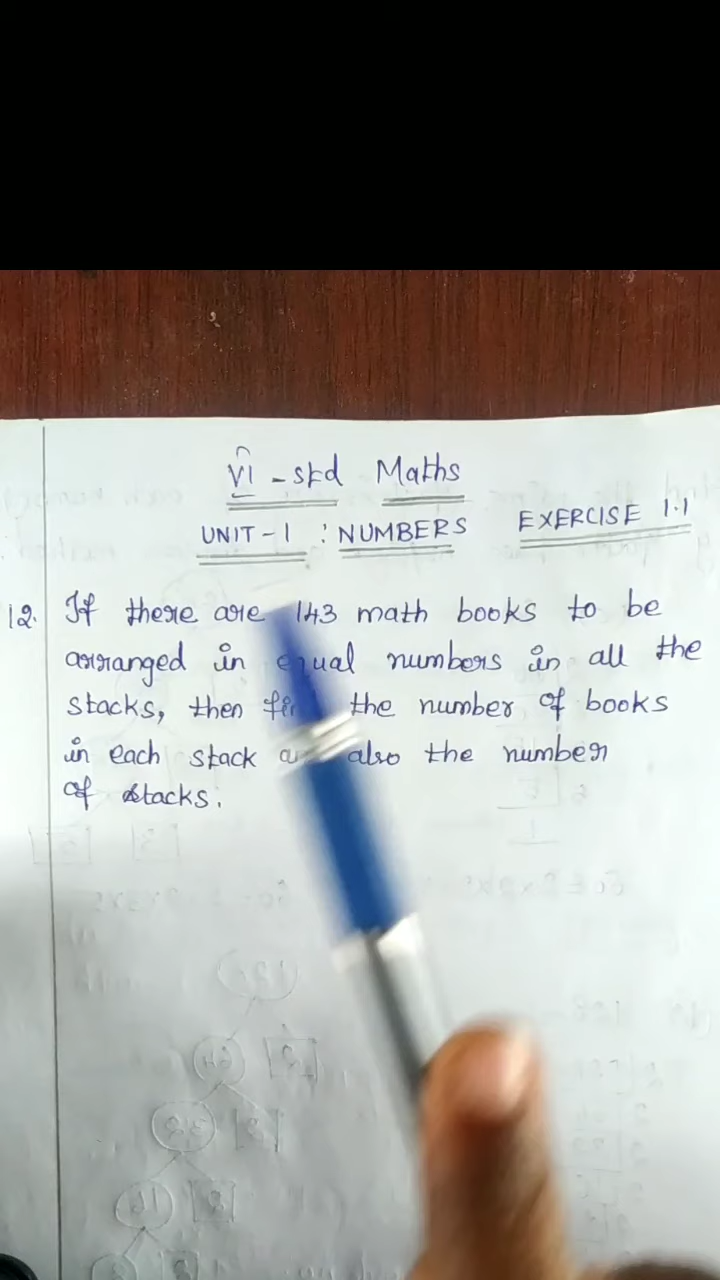 VI - std Maths
UNIT - 1 : NUMBERS EXERCISE 1.1
12. If there are 143 math books to be
arranged in equal numbers in all the
stacks, then the number of books
in each stack also the number
of stacks.